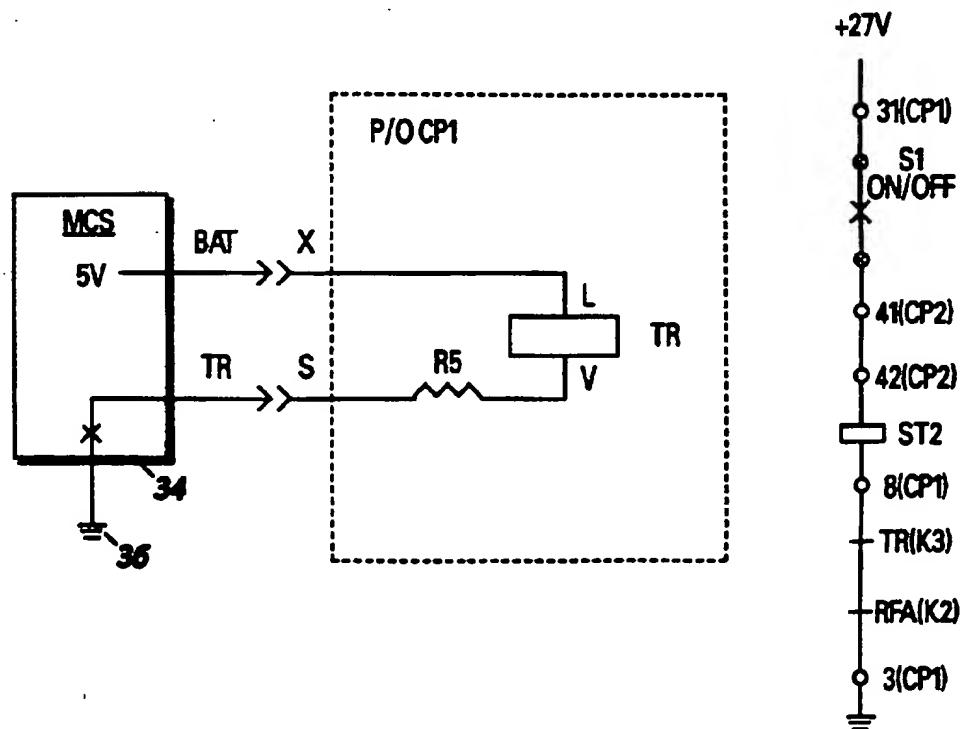 +27V
31(CP1)
S1
ON/OFF
P/O CP1
MCS
5V
BAT
X
L
TR
V
TR
S
R5
34
36
41(CP2)
42(CP2)
ST2
8(CP1)
TR(K3)
RFA(K2)
3(CP1)